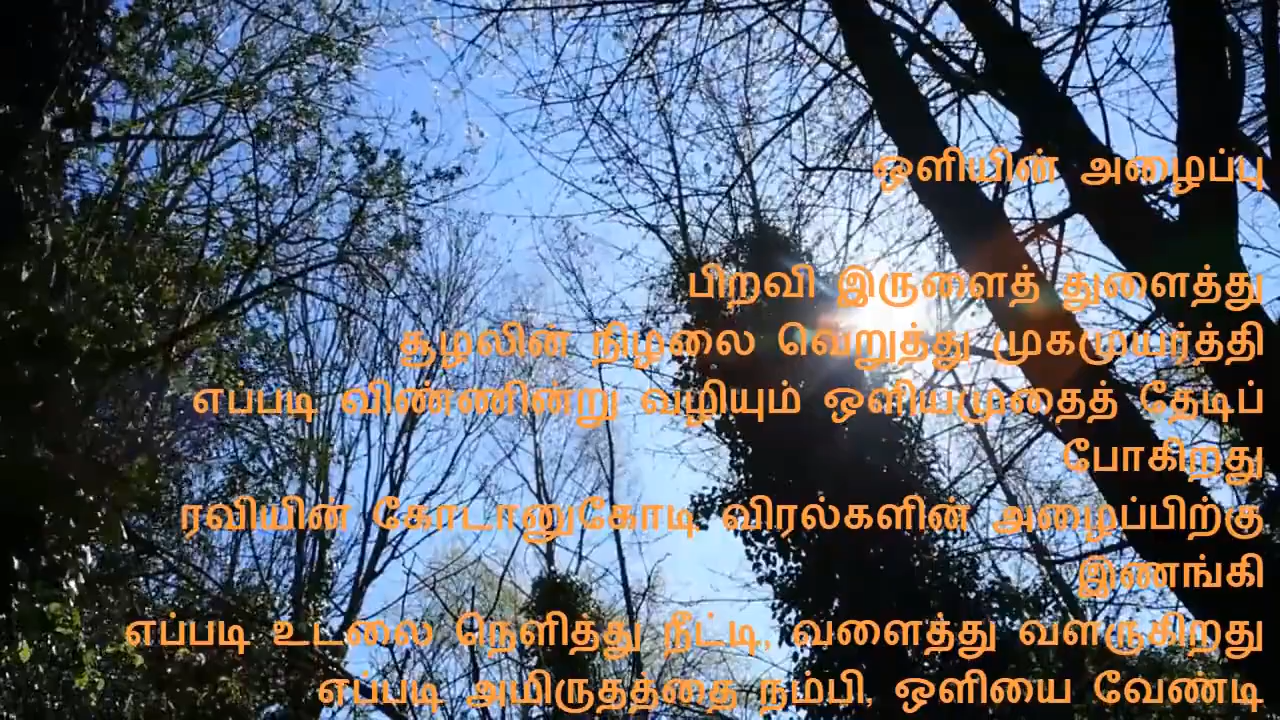 ஒளியின் அழைப்பு
பிறவி இருளைத் துளைத்து
சூழலின் நிழலை வெறுத்து முகமுயர்த்தி
எப்படி விண்ணின்று வழியும் ஒளியமுதைத் தேடிப்
போகிறது
ரவியின் கோடானுகோடி விரல்களின் அழைப்பிற்கு
இணங்கி
எப்படி உடலை நெளித்து நீட்டி, வளைத்து வளருகிறது
எப்படி அமிருதத்தை நம்பி, ஒளியை வேண்டி